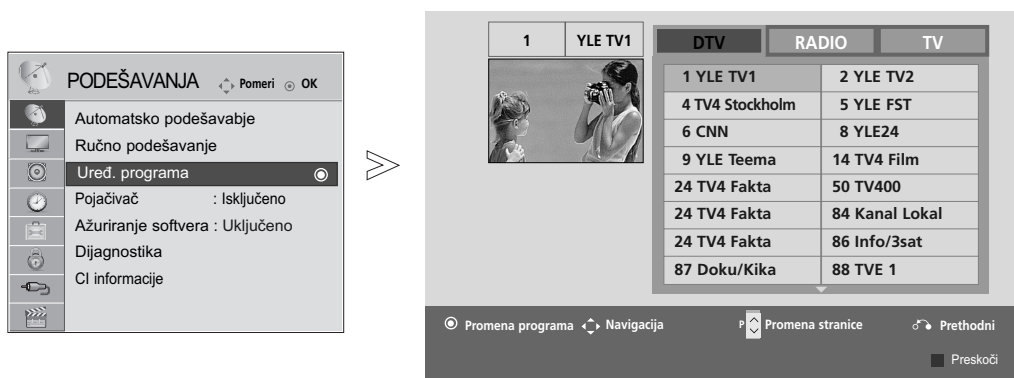 PODEŠAVANJA Pomeri OK
Automatsko podešavabje
Ručno podešavanje
Uređ. programa
Pojačivač : Isključeno
Ažuriranje softvera : Uključeno
Dijagnostika
CI informacije
1 YLE TV1
DTV RADIO TV
1 YLE TV1 2 YLE TV2
4 TV4 Stockholm 5 YLE FST
6 CNN 8 YLE24
9 YLE Teema 14 TV4 Film
24 TV4 Fakta 50 TV400
24 TV4 Fakta 84 Kanal Lokal
24 TV4 Fakta 86 Info/3sat
87 Doku/Kika 88 TVE 1
Promena programa Navigacija P Promena stranice Prethodni
Preskoči